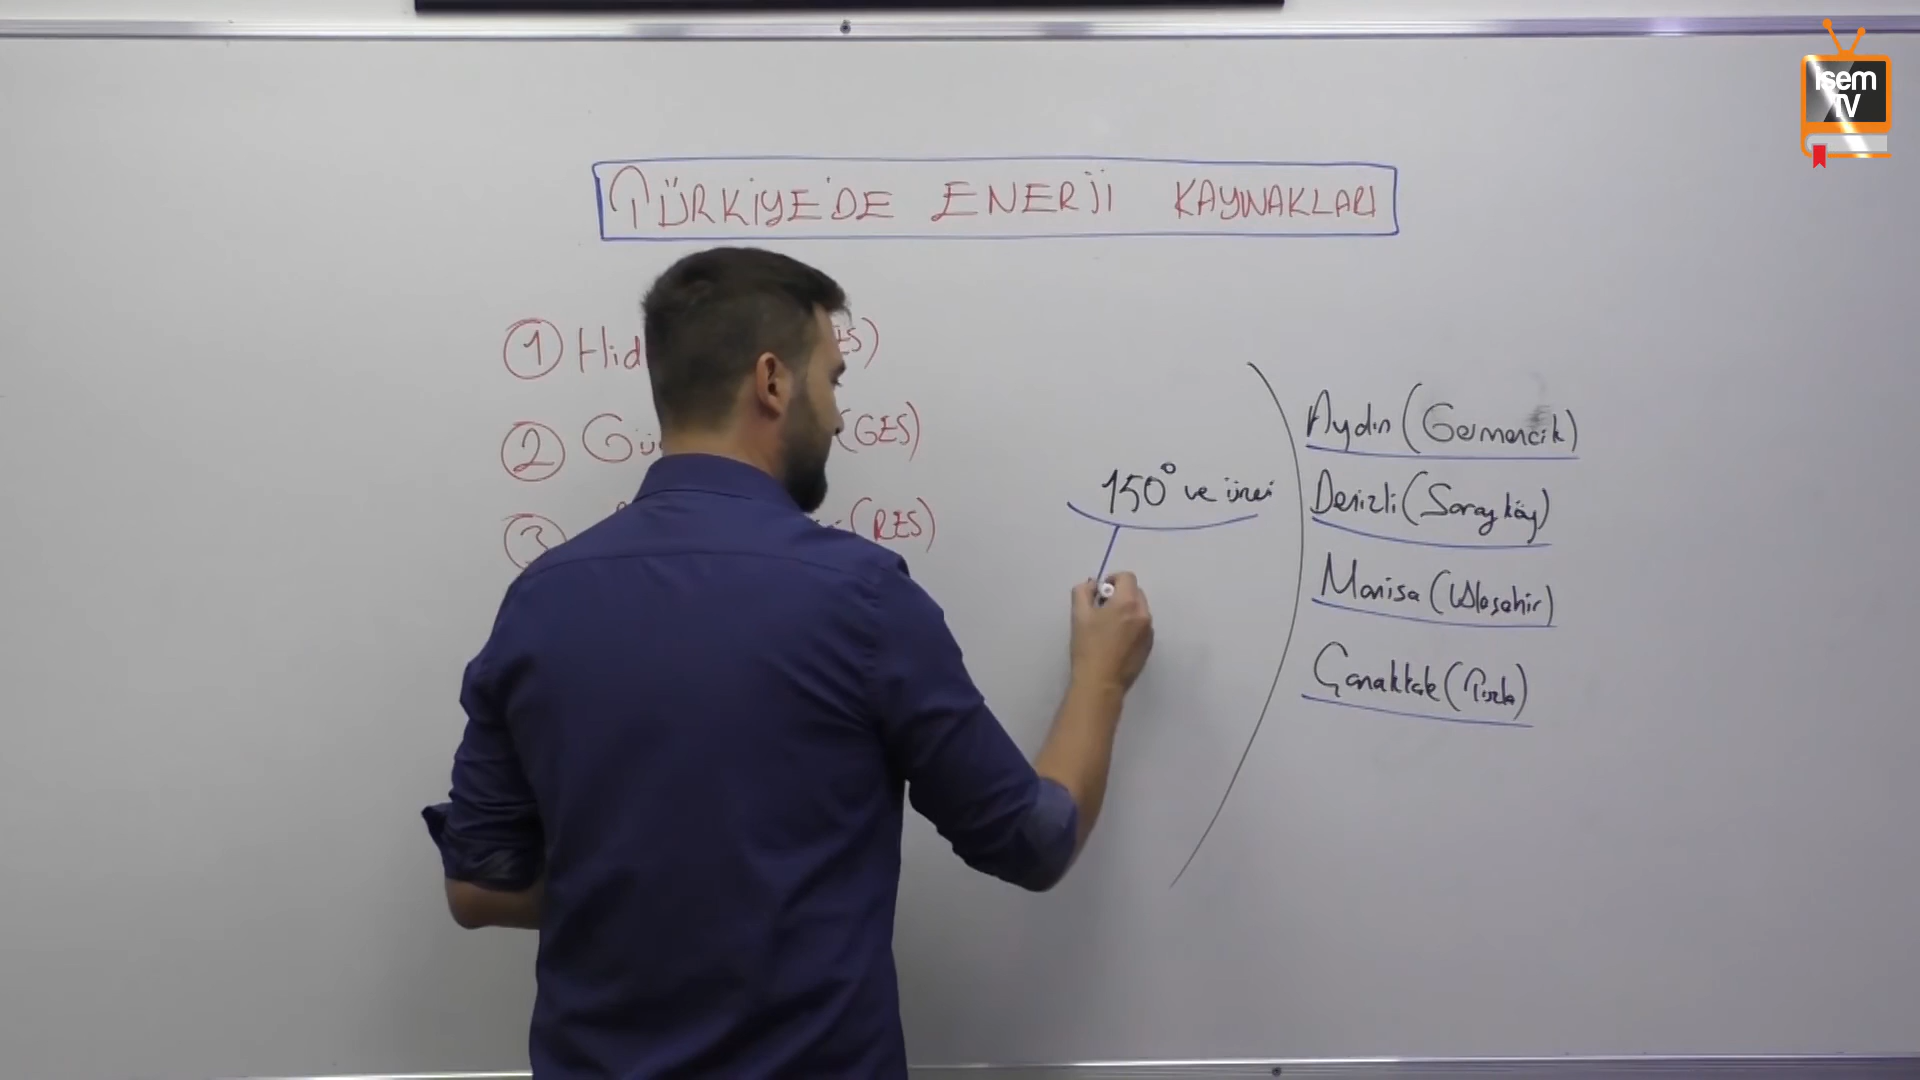 isem
TV
TÜRKİYE'DE ENERJİ KAYNAKLARI
1 Hid ES)
2 Gü (GES)
3 (RES)
150° ve üzeri
Aydın (Germencik)
Denizli (Sarayköy)
Manisa (Alaşehir)
Çanakkale (Tuzla)